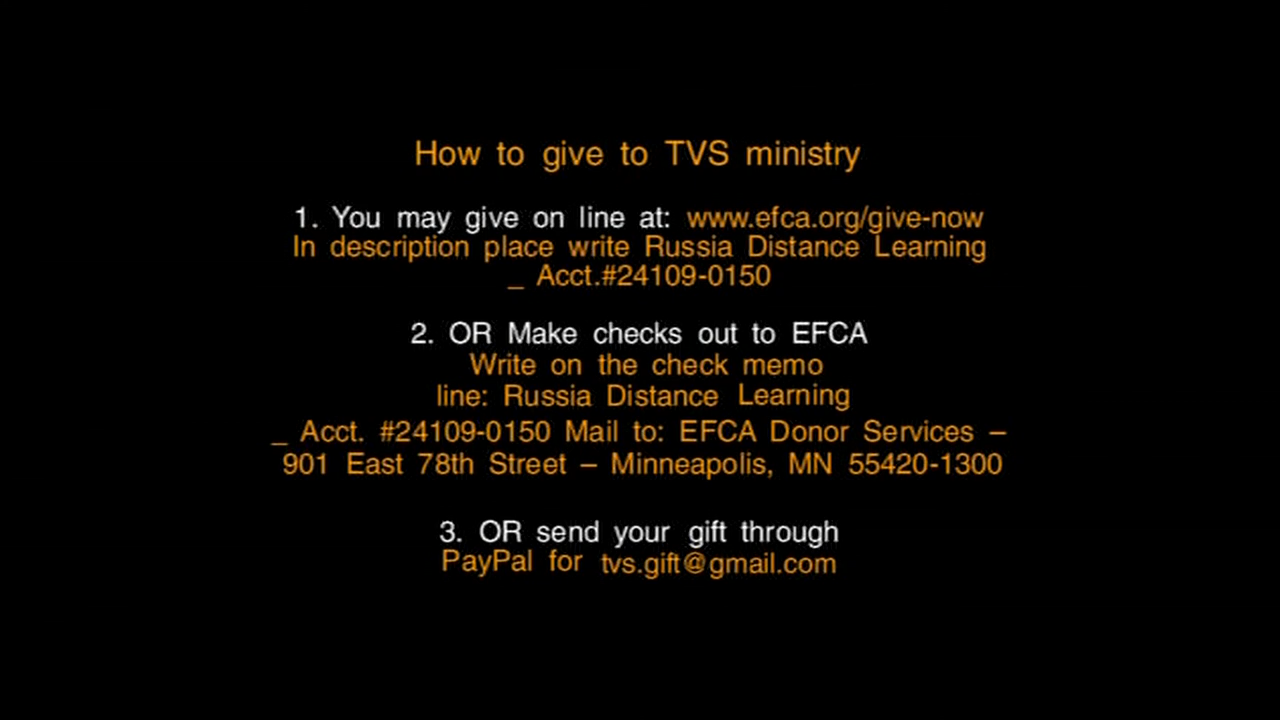 How to give to TVS ministry
1. You may give on line at: www.efca.org/give-now
In description place write Russia Distance Learning
_ Acct.#24109-0150
2. OR Make checks out to EFCA
Write on the check memo
line: Russia Distance Learning
_ Acct. #24109-0150 Mail to: EFCA Donor Services –
901 East 78th Street – Minneapolis, MN 55420-1300
3. OR send your gift through
PayPal for tvs.gift@gmail.com